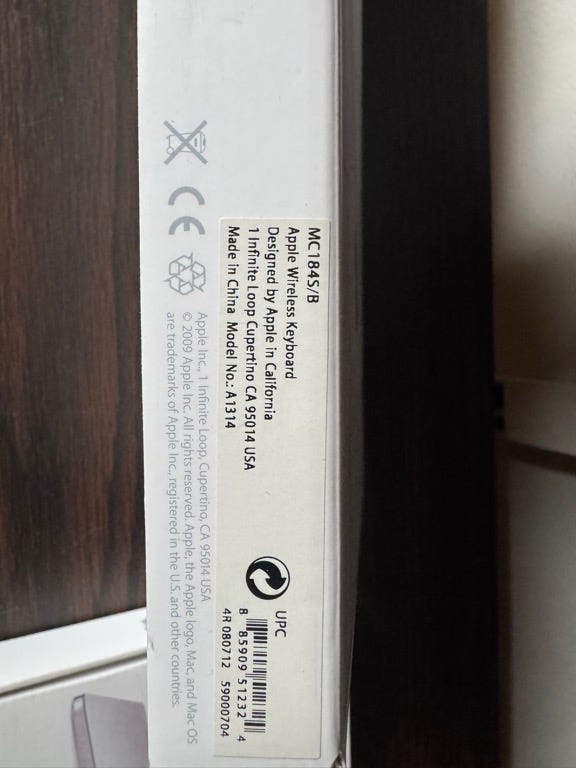 MC184S/B
Apple Wireless Keyboard
Designed by Apple in California
1 Infinite Loop Cupertino CA 95014 USA
Made in China Model No.: A1314
UPC
8 85909 51232 4
4R 080712 59000704
CE
Apple Inc., 1 Infinite Loop, Cupertino, CA 95014 USA
© 2009 Apple Inc. All rights reserved. Apple, the Apple logo, Mac, and Mac OS
are trademarks of Apple Inc., registered in the U.S. and other countries.